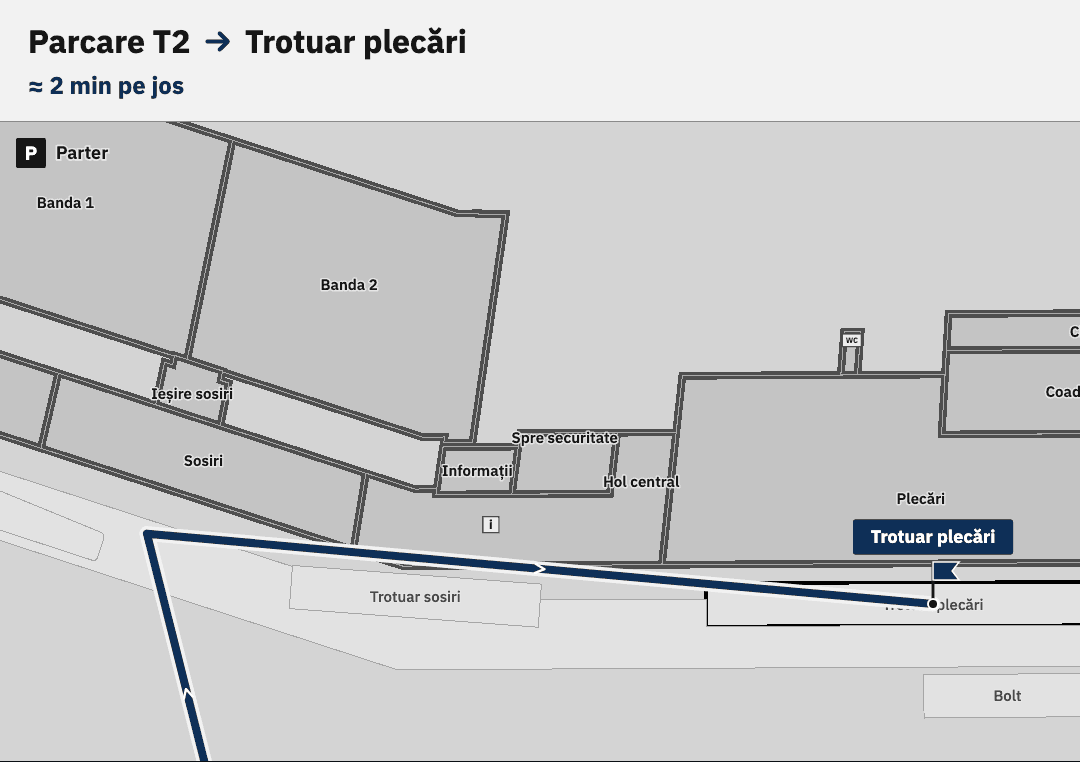 Parcare T2 → Trotuar plecări
≈ 2 min pe jos
P Parter
Banda 1
Banda 2
Ieșire sosiri
Sosiri
Informații
Spre securitate
Hol central
i
wc
C
Coad
Plecări
Trotuar plecări
plecări
Trotuar sosiri
Bolt